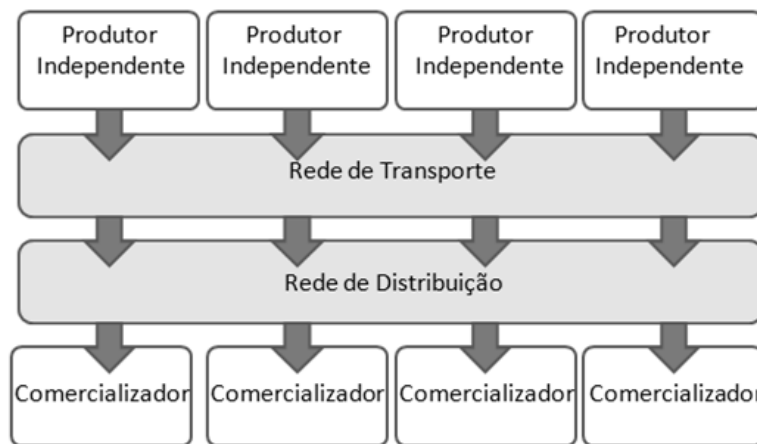 Produtor
Independente
Produtor
Independente
Produtor
Independente
Produtor
Independente
Rede de Transporte
Rede de Distribuição
Comercializador
Comercializador
Comercializador
Comercializador